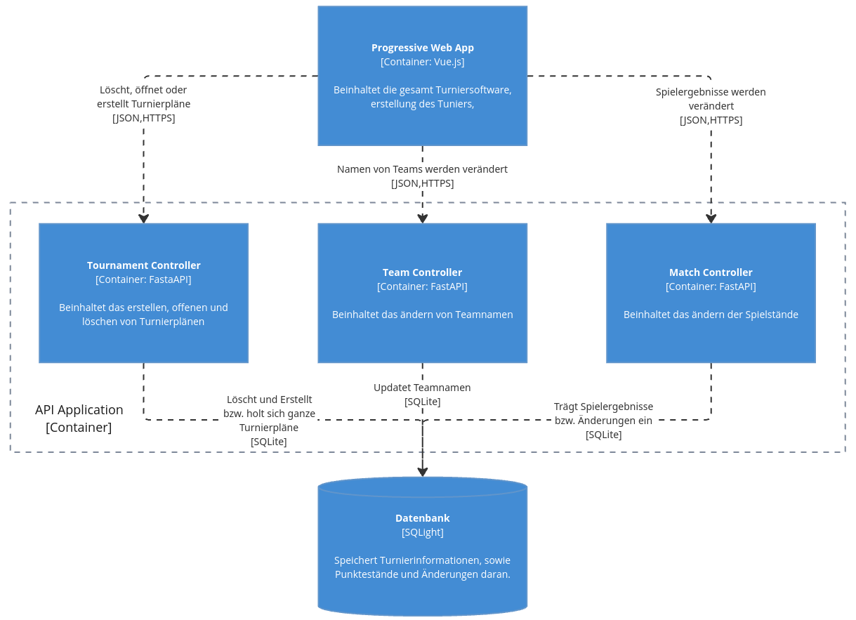 Progressive Web App
[Container: Vue.js]
Beinhaltet die gesamt Turniersoftware,
erstellung des Tuniers,
Löscht, öffnet oder
erstellt Turnierpläne
[JSON,HTTPS]
Namen von Teams werden verändert
[JSON,HTTPS]
Spielergebnisse werden
verändert
[JSON,HTTPS]
Tournament Controller
[Container: FastaAPI]
Beinhaltet das erstellen, offenen und
löschen von Turnierplänen
Team Controller
[Container: FastAPI]
Beinhaltet das ändern von Teamnamen
Match Controller
[Container: FastAPI]
Beinhaltet das ändern der Spielstände
API Application
[Container]
Löscht und Erstellt
bzw. holt sich ganze
Turnierpläne
[SQLite]
Updatet Teamnamen
[SQLite]
Trägt Spielergebnisse
bzw. Änderungen ein
[SQLite]
Datenbank
[SQLight]
Speichert Turnierinformationen, sowie
Punktestände und Änderungen daran.